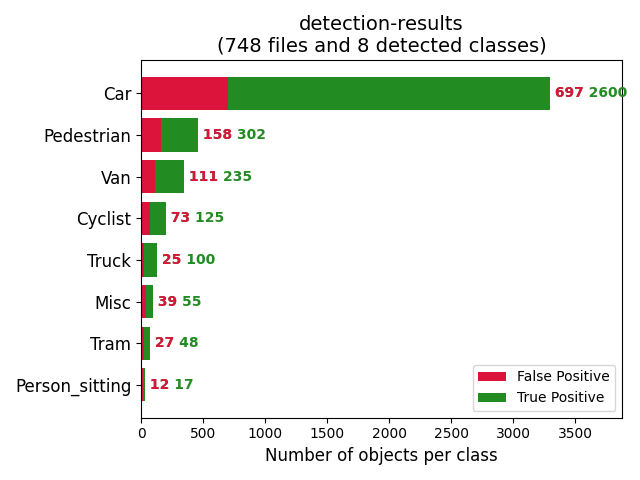 detection-results
(748 files and 8 detected classes)
Car 697 2600
Pedestrian 158 302
Van 111 235
Cyclist 73 125
Truck 25 100
Misc 39 55
Tram 27 48
Person_sitting 12 17
False Positive
True Positive
0 500 1000 1500 2000 2500 3000 3500
Number of objects per class